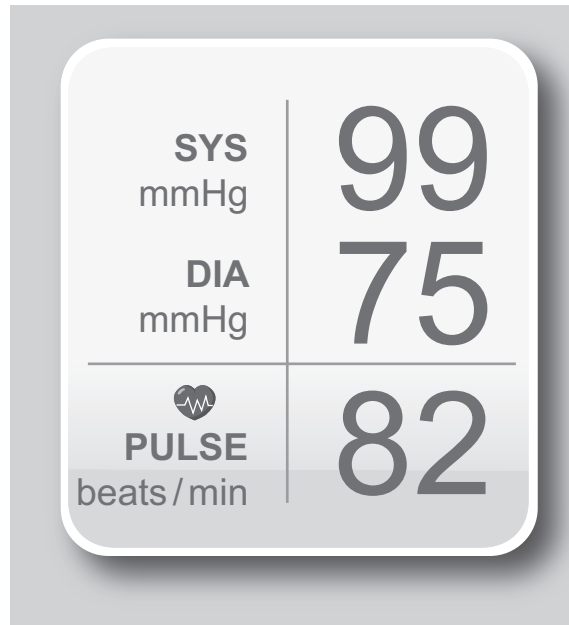 SYS 99
mmHg
DIA 75
mmHg
PULSE 82
beats/min